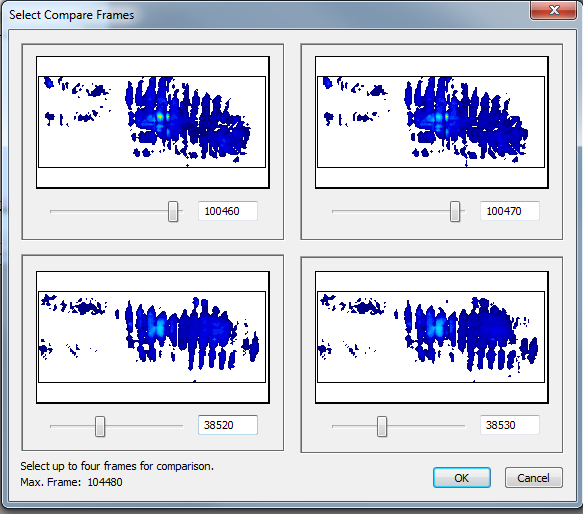 Select Compare Frames
100460
100470
38520
38530
Select up to four frames for comparison.
Max. Frame: 104480
OK
Cancel